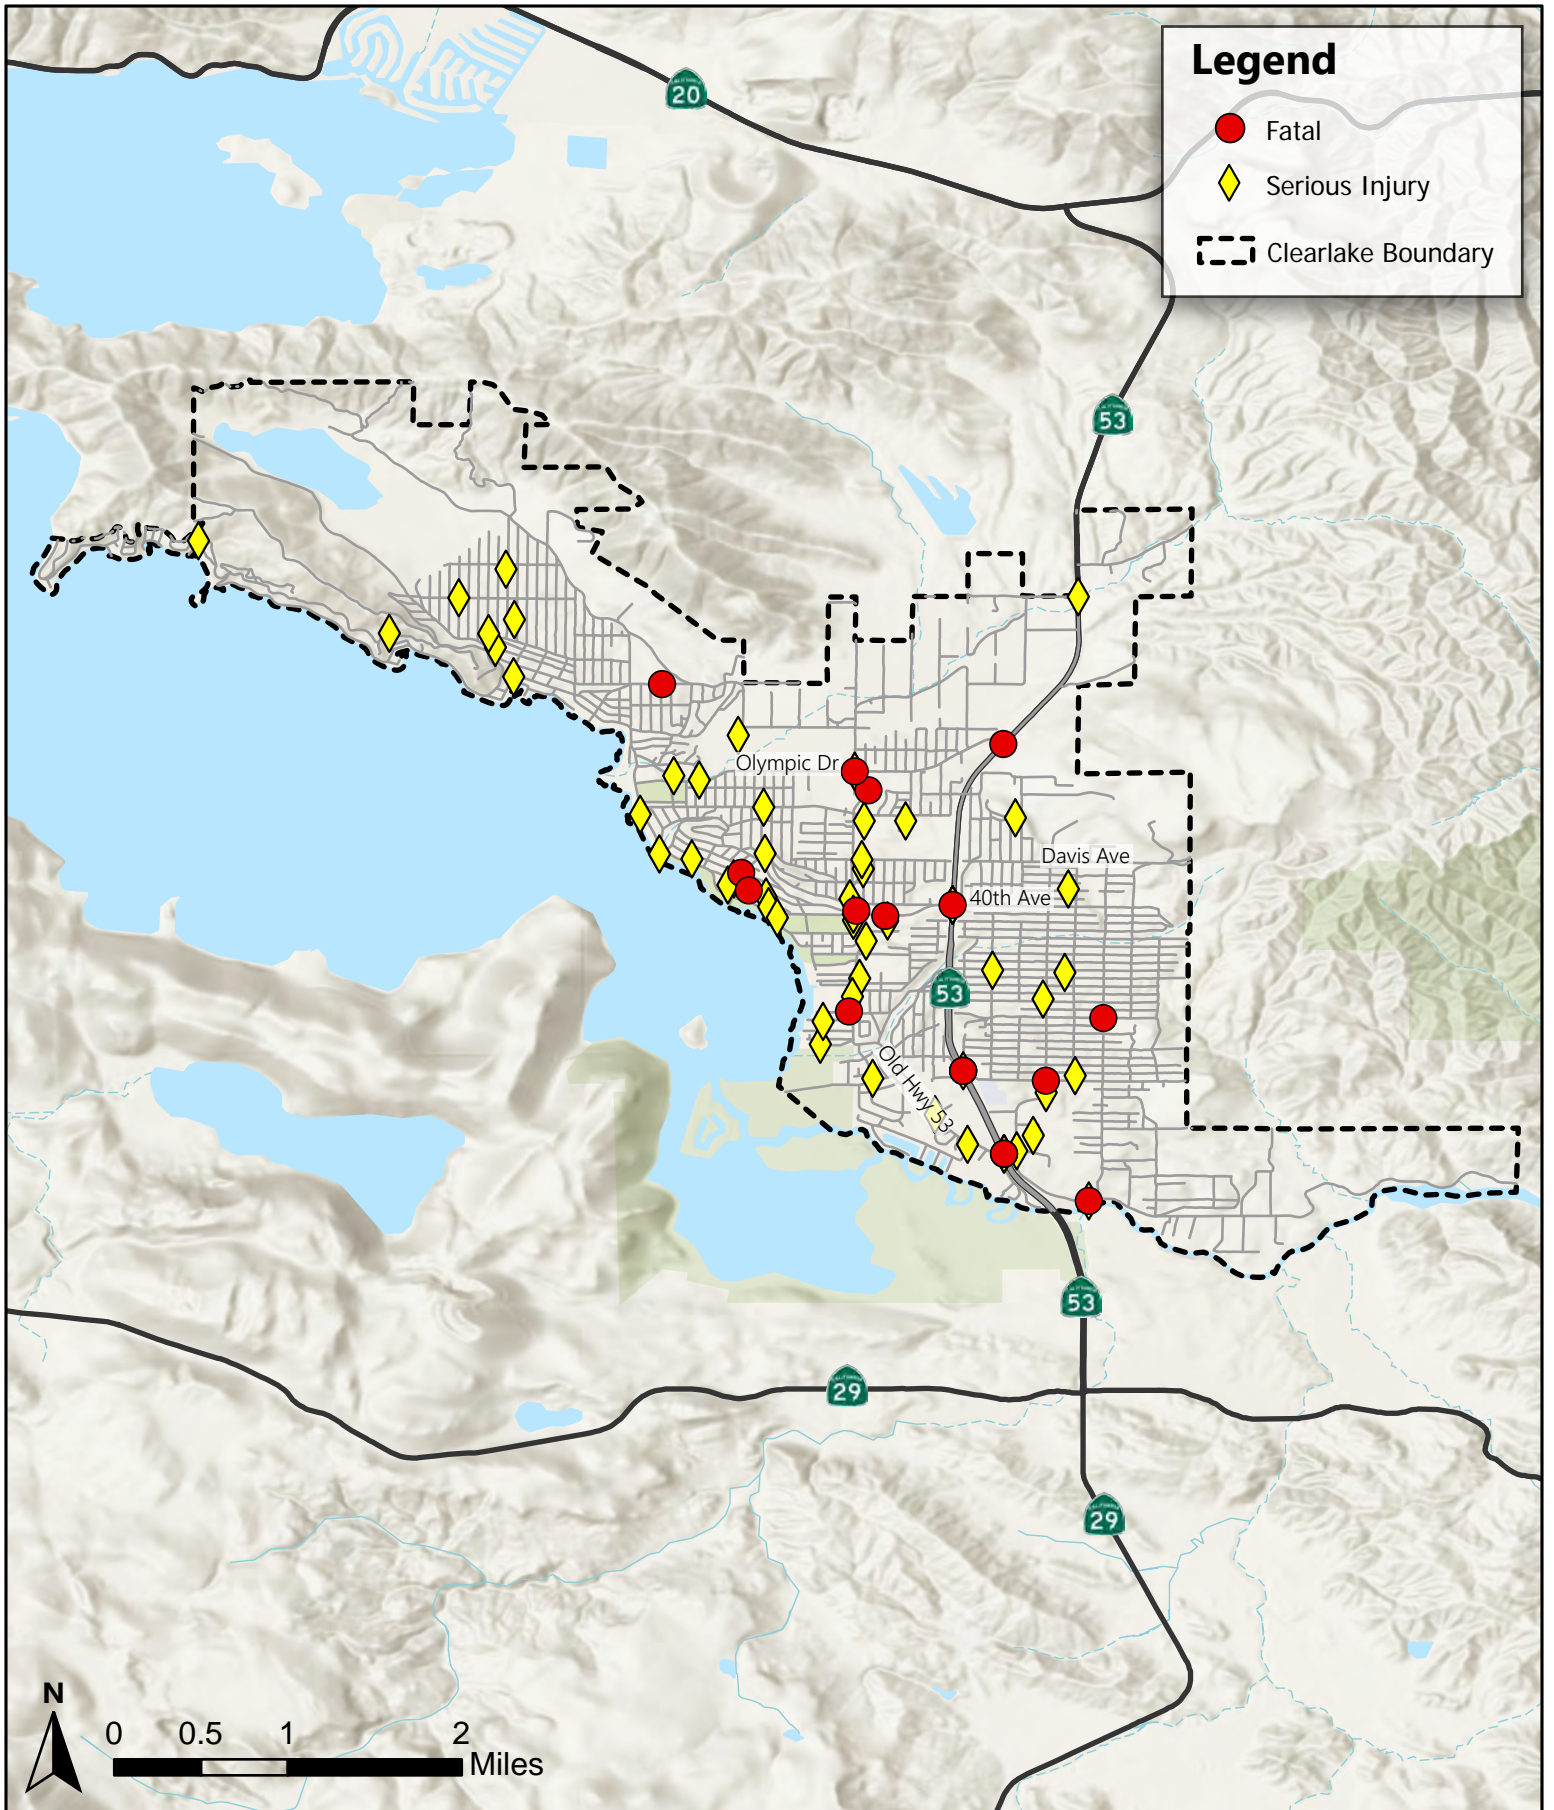 Legend
Fatal
Serious Injury
Clearlake Boundary
20
53
Olympic Dr
Davis Ave
40th Ave
53
Old Hwy 53
53
29
29
N
0 0.5 1 2
Miles